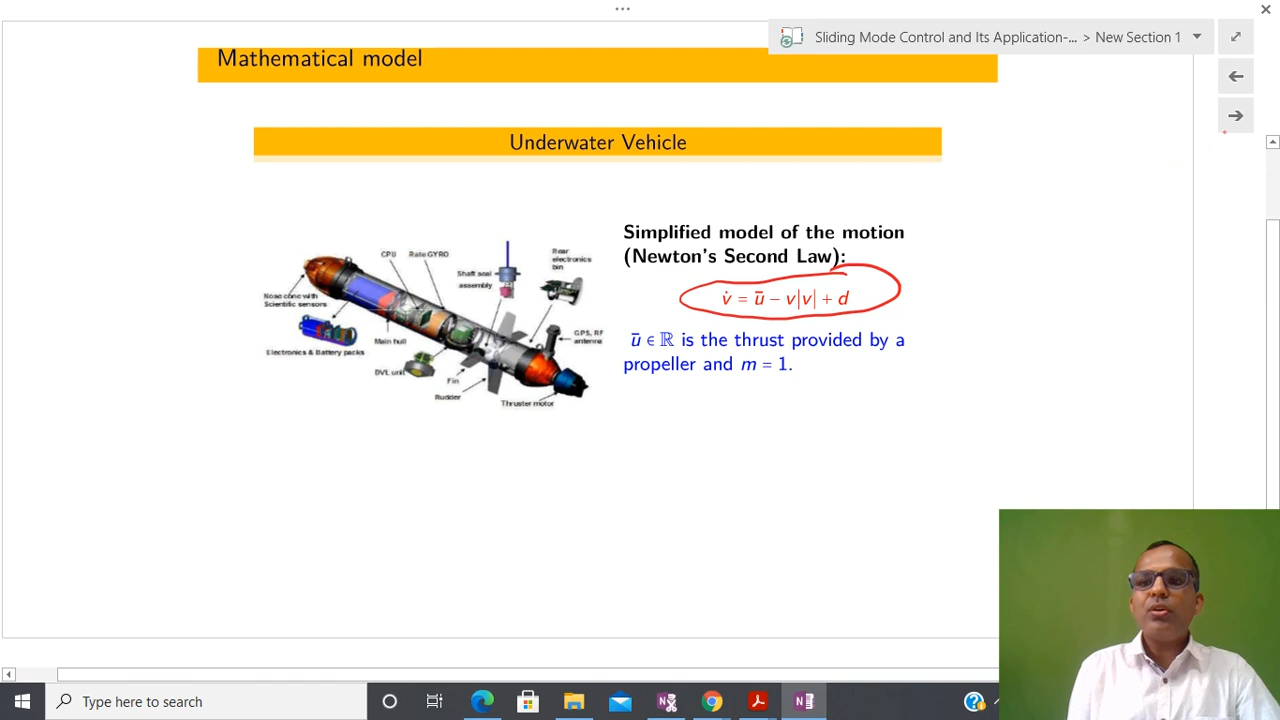 Sliding Mode Control and Its Application-... > New Section 1
Mathematical model
Underwater Vehicle
Simplified model of the motion
(Newton's Second Law):
v̇ = ū − v|v| + d
ū ∈ ℝ is the thrust provided by a
propeller and m = 1.
CPU
Rate GYRO
Shaft seal
assembly
Rear
electronics
bin
Nose cone with
Scientific sensors
Electronics & Battery packs
Main hull
DVL unit
Fin
Rudder
GPS, RF
antenna
Thruster motor
Type here to search